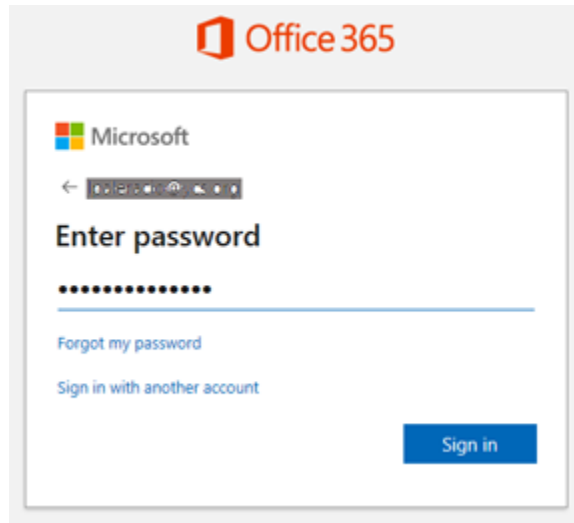 Office 365
Microsoft
Enter password
••••••••••••••
Forgot my password
Sign in with another account
Sign in